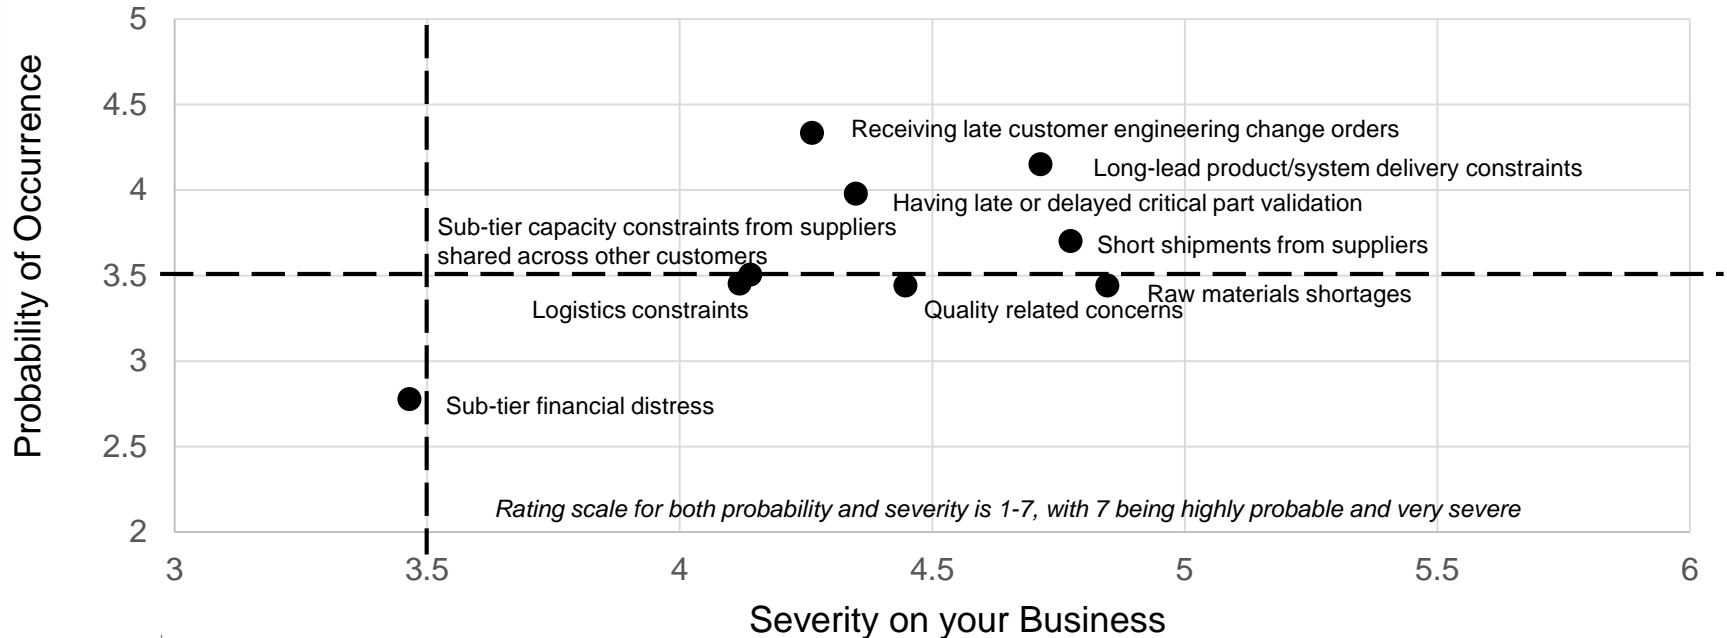 Probability of Occurrence
5
4.5
4
3.5
3
2.5
2
Receiving late customer engineering change orders
Long-lead product/system delivery constraints
Having late or delayed critical part validation
Sub-tier capacity constraints from suppliers
shared across other customers
Short shipments from suppliers
Raw materials shortages
Logistics constraints
Quality related concerns
Sub-tier financial distress
Rating scale for both probability and severity is 1-7, with 7 being highly probable and very severe
3
3.5
4
4.5
5
5.5
6
Severity on your Business